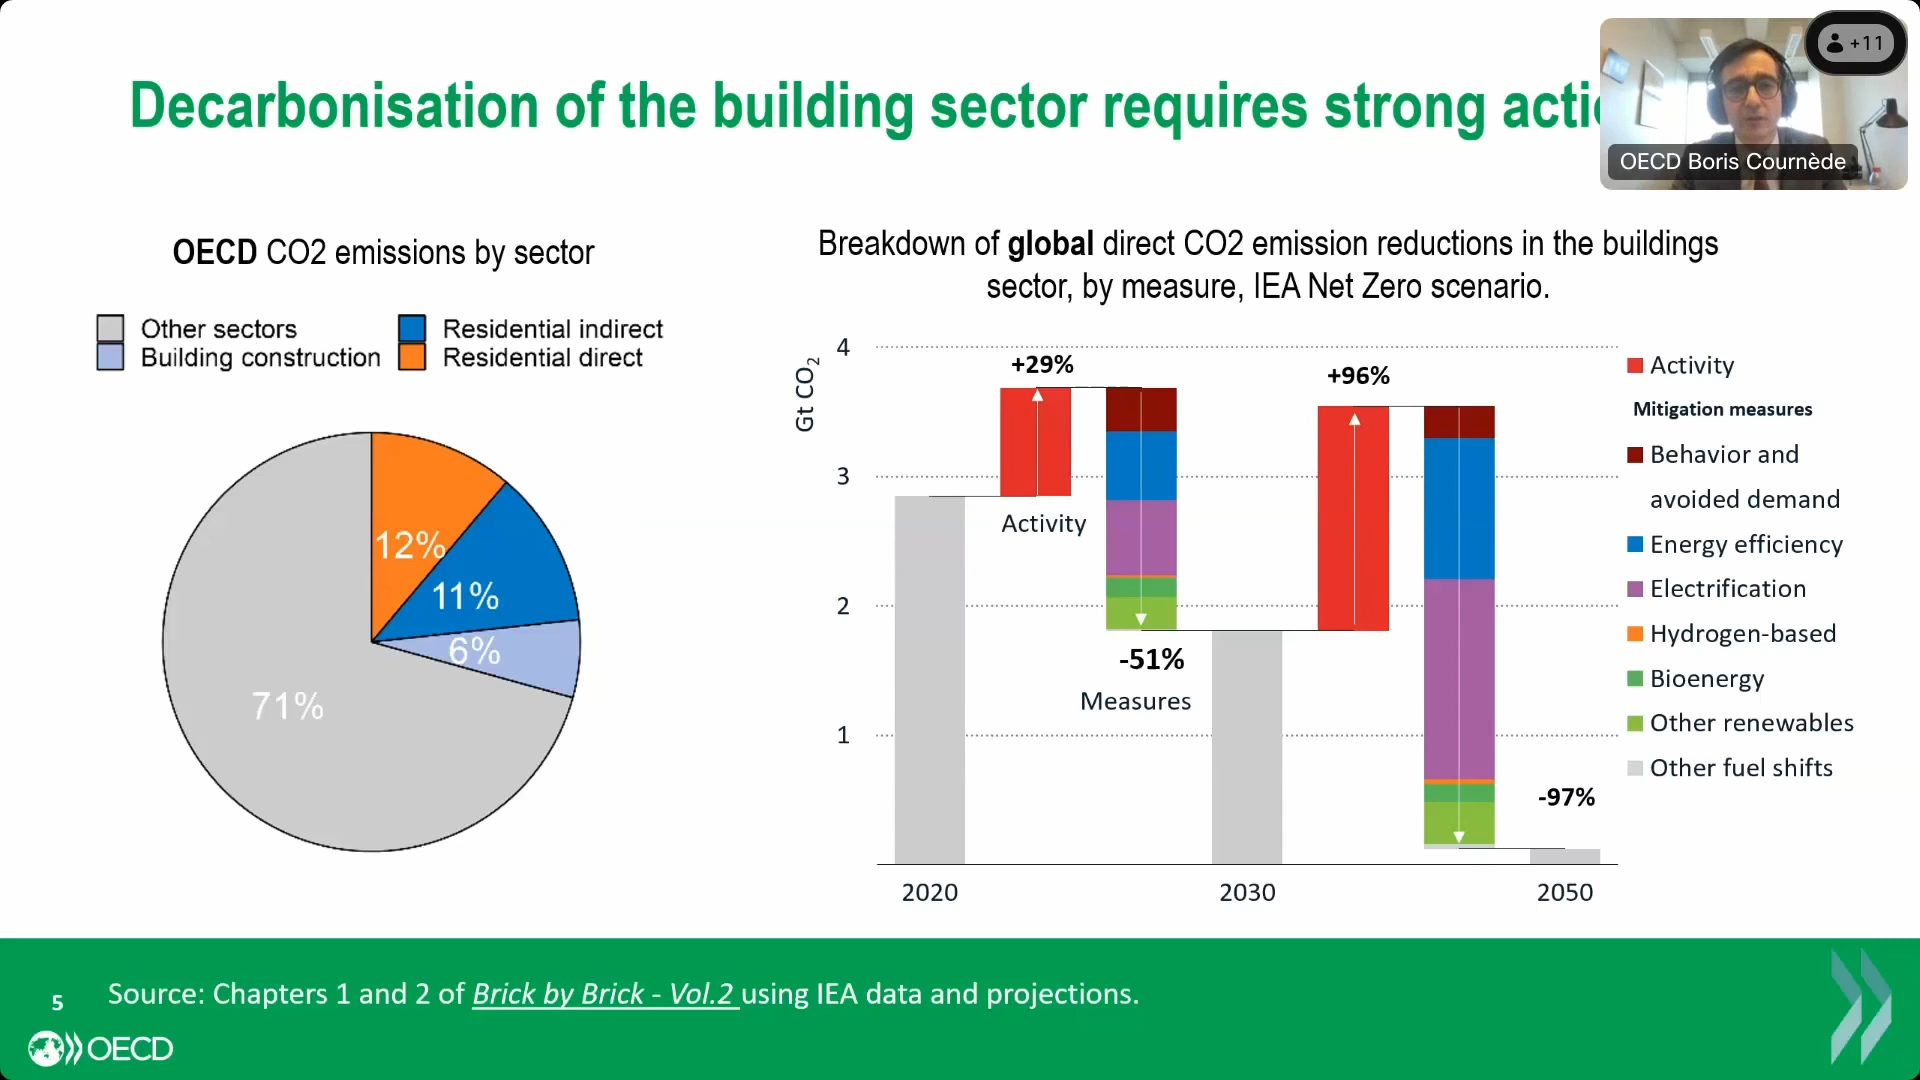 Decarbonisation of the building sector requires strong acti
+11
OECD Boris Cournède
OECD CO2 emissions by sector
Other sectors
Residential indirect
Building construction
Residential direct
12%
11%
6%
71%
Breakdown of global direct CO2 emission reductions in the buildings
sector, by measure, IEA Net Zero scenario.
Gt CO2
4
3
2
1
+29%
Activity
-51%
Measures
+96%
-97%
2020
2030
2050
Activity
Mitigation measures
Behavior and
avoided demand
Energy efficiency
Electrification
Hydrogen-based
Bioenergy
Other renewables
Other fuel shifts
5
Source: Chapters 1 and 2 of Brick by Brick - Vol.2 using IEA data and projections.
OECD